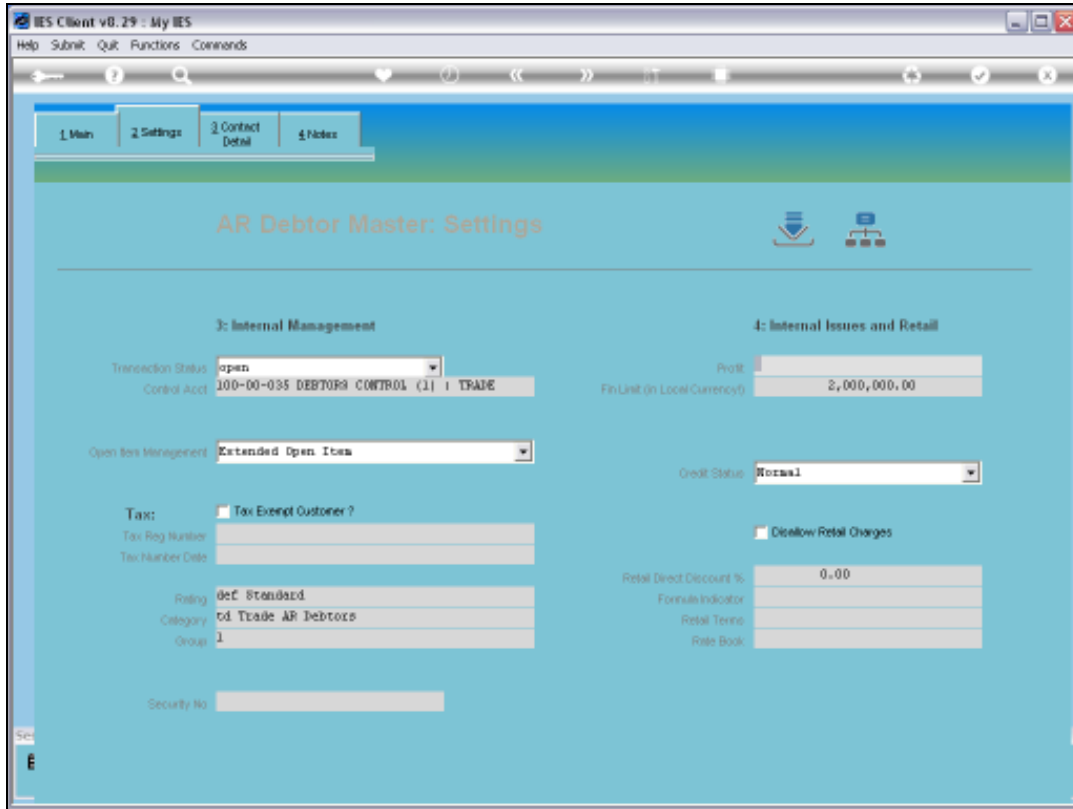 IES Client v8.29 : My IES
Help Submit Quit Functions Commands
1 Main
2 Settings
3 Contact Detail
4 Notes
AR Debtor Master: Settings
3: Internal Management
4: Internal Issues and Retail
Transaction Status open
Control Acct 100-00-035 DEBTORS CONTROL (1) : TRADE
Profit
Fin Limit (in Local Currency!) 2,000,000.00
Open Item Management Extended Open Item
Credit Status Normal
Tax: Tax Exempt Customer ?
Tax Reg Number
Tax Number Date
Disallow Retail Charges
Rating def Standard
Category td Trade AR Debtors
Group 1
Retail Direct Discount % 0.00
Formula Indicator
Retail Terms
Rate Book
Security No